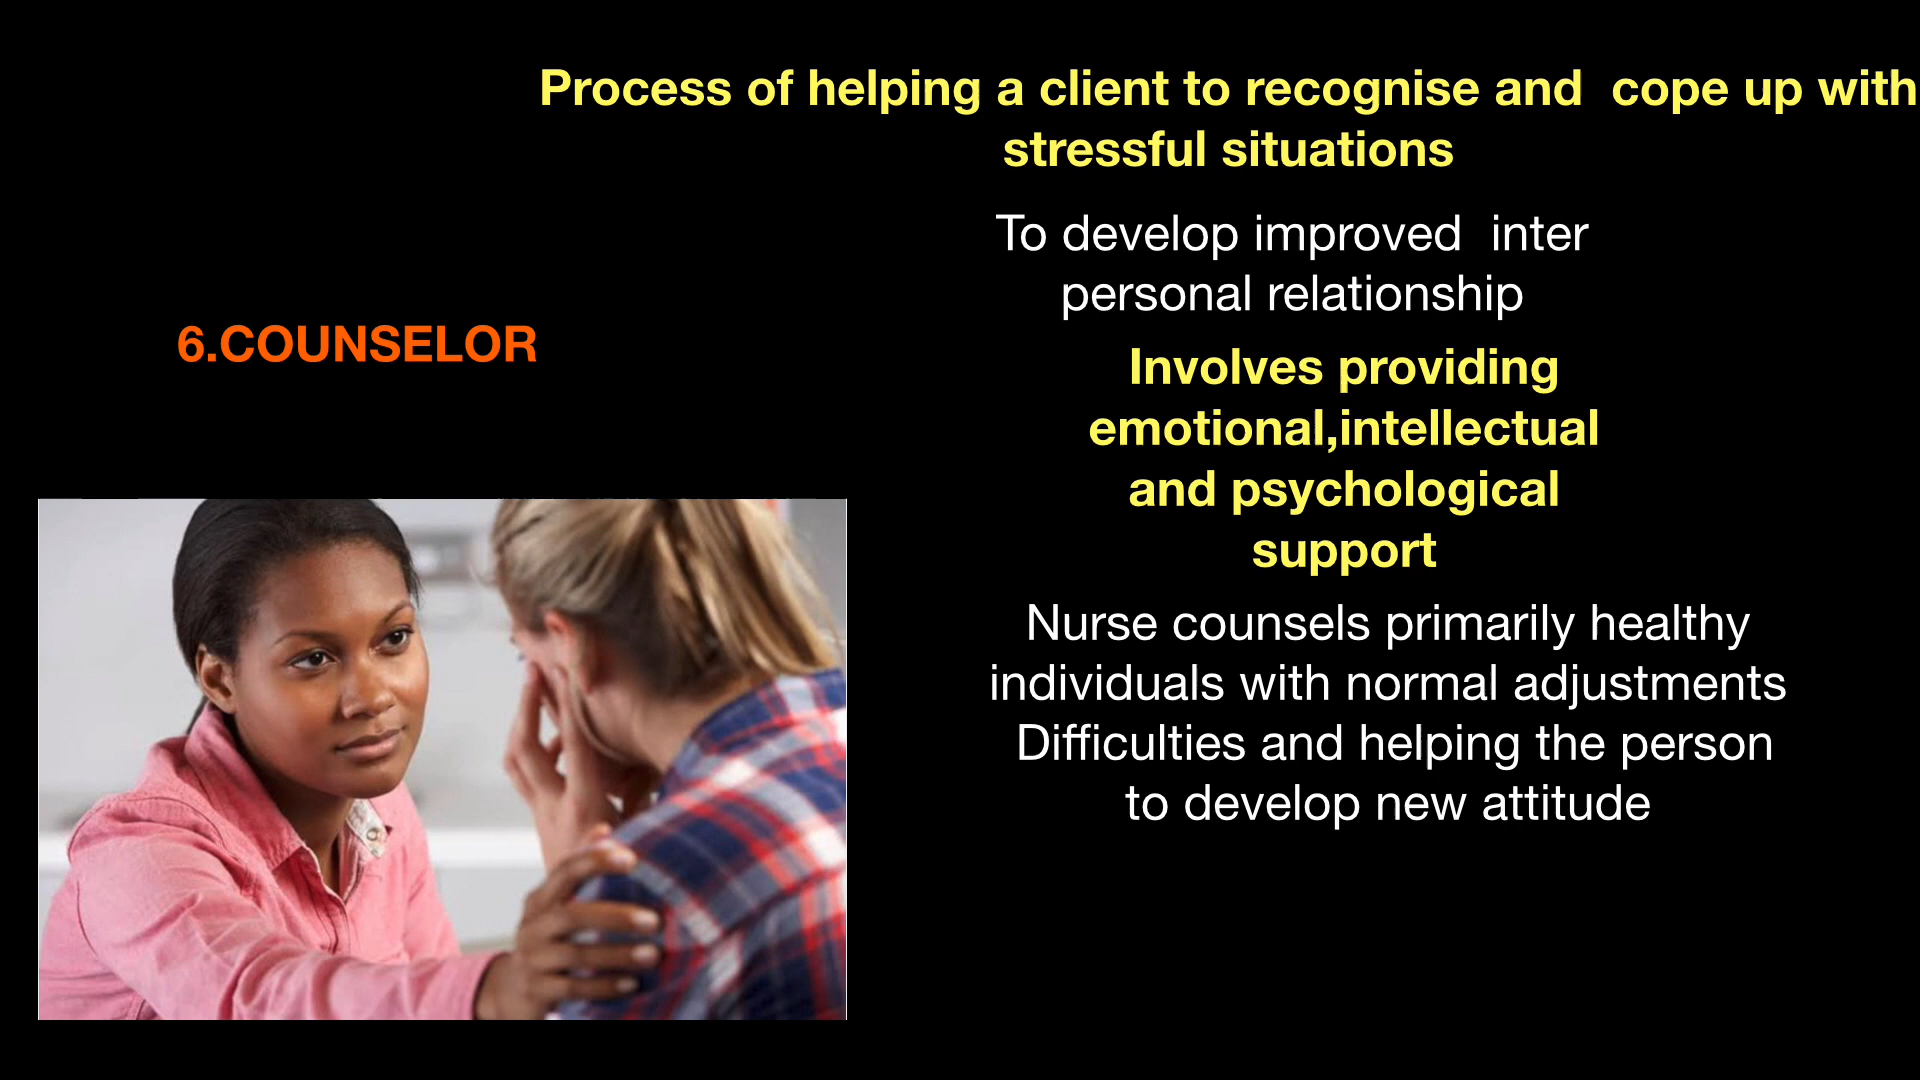 Process of helping a client to recognise and  cope up with
stressful situations
To develop improved  inter
personal relationship
6.COUNSELOR
Involves providing
emotional,intellectual
and psychological
support
Nurse counsels primarily healthy
individuals with normal adjustments
Difficulties and helping the person
to develop new attitude